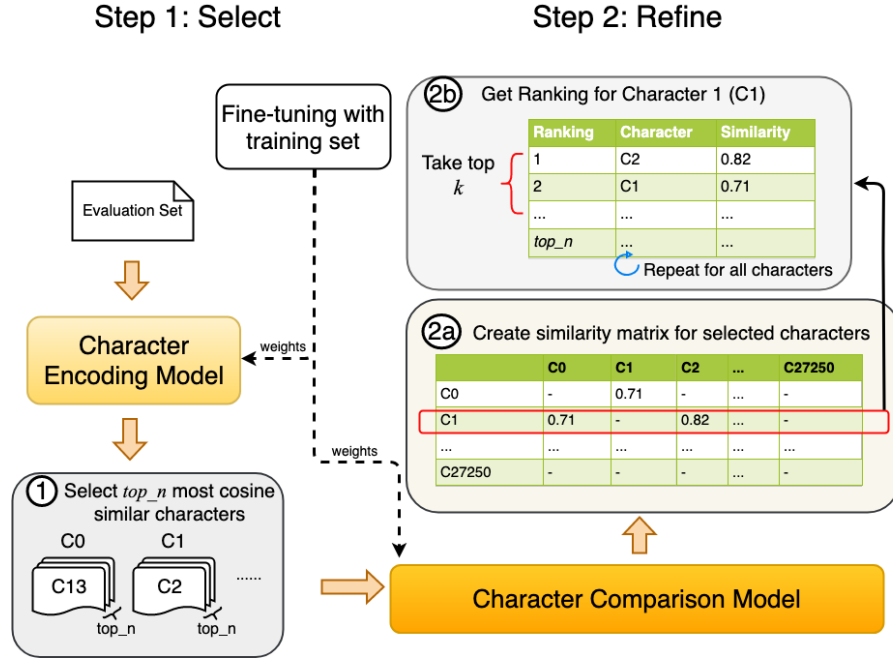 Step 1: Select
Step 2: Refine
Fine-tuning with
training set
Evaluation Set
Character
Encoding Model
weights
weights
1 Select top_n most cosine
similar characters
C0 C1
C13 C2 ......
top_n top_n
2b Get Ranking for Character 1 (C1)
Ranking Character Similarity
Take top
k
1 C2 0.82
2 C1 0.71
... ... ...
top_n ... ...
Repeat for all characters
2a Create similarity matrix for selected characters
C0 C1 C2 ... C27250
C0 - 0.71 - ... -
C1 0.71 - 0.82 ... -
... ... ... ... ... ...
C27250 - - - ... -
Character Comparison Model